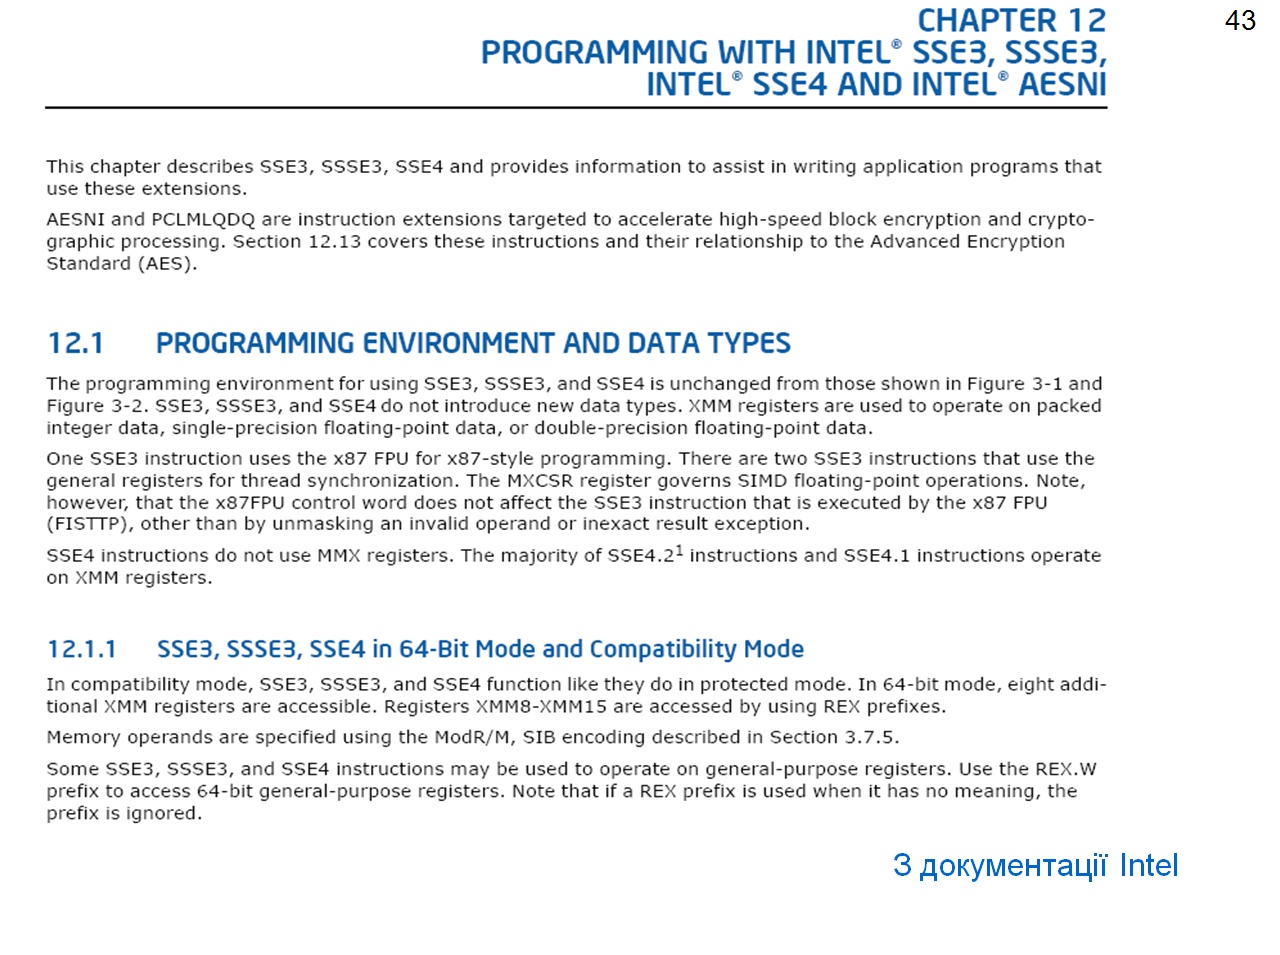 CHAPTER 12
43
PROGRAMMING WITH INTEL® SSE3, SSSE3,
INTEL® SSE4 AND INTEL® AESNI
This chapter describes SSE3, SSSE3, SSE4 and provides information to assist in writing application programs that
use these extensions.
AESNI and PCLMLQDQ are instruction extensions targeted to accelerate high-speed block encryption and crypto-
graphic processing. Section 12.13 covers these instructions and their relationship to the Advanced Encryption
Standard (AES).
12.1 PROGRAMMING ENVIRONMENT AND DATA TYPES
The programming environment for using SSE3, SSSE3, and SSE4 is unchanged from those shown in Figure 3-1 and
Figure 3-2. SSE3, SSSE3, and SSE4 do not introduce new data types. XMM registers are used to operate on packed
integer data, single-precision floating-point data, or double-precision floating-point data.
One SSE3 instruction uses the x87 FPU for x87-style programming. There are two SSE3 instructions that use the
general registers for thread synchronization. The MXCSR register governs SIMD floating-point operations. Note,
however, that the x87FPU control word does not affect the SSE3 instruction that is executed by the x87 FPU
(FISTTP), other than by unmasking an invalid operand or inexact result exception.
SSE4 instructions do not use MMX registers. The majority of SSE4.2¹ instructions and SSE4.1 instructions operate
on XMM registers.
12.1.1 SSE3, SSSE3, SSE4 in 64-Bit Mode and Compatibility Mode
In compatibility mode, SSE3, SSSE3, and SSE4 function like they do in protected mode. In 64-bit mode, eight addi-
tional XMM registers are accessible. Registers XMM8-XMM15 are accessed by using REX prefixes.
Memory operands are specified using the ModR/M, SIB encoding described in Section 3.7.5.
Some SSE3, SSSE3, and SSE4 instructions may be used to operate on general-purpose registers. Use the REX.W
prefix to access 64-bit general-purpose registers. Note that if a REX prefix is used when it has no meaning, the
prefix is ignored.
З документації Intel